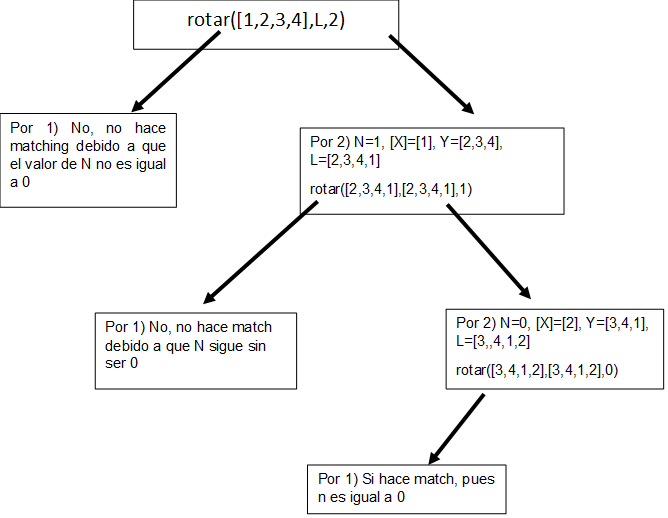 rotar([1,2,3,4],L,2)
Por 1) No, no hace
matching debido a que
el valor de N no es igual
a 0
Por 2) N=1, [X]=[1], Y=[2,3,4],
L=[2,3,4,1]
rotar([2,3,4,1],[2,3,4,1],1)
Por 1) No, no hace match
debido a que N sigue sin
ser 0
Por 2) N=0, [X]=[2], Y=[3,4,1],
L=[3,,4,1,2]
rotar([3,4,1,2],[3,4,1,2],0)
Por 1) Si hace match, pues
n es igual a 0